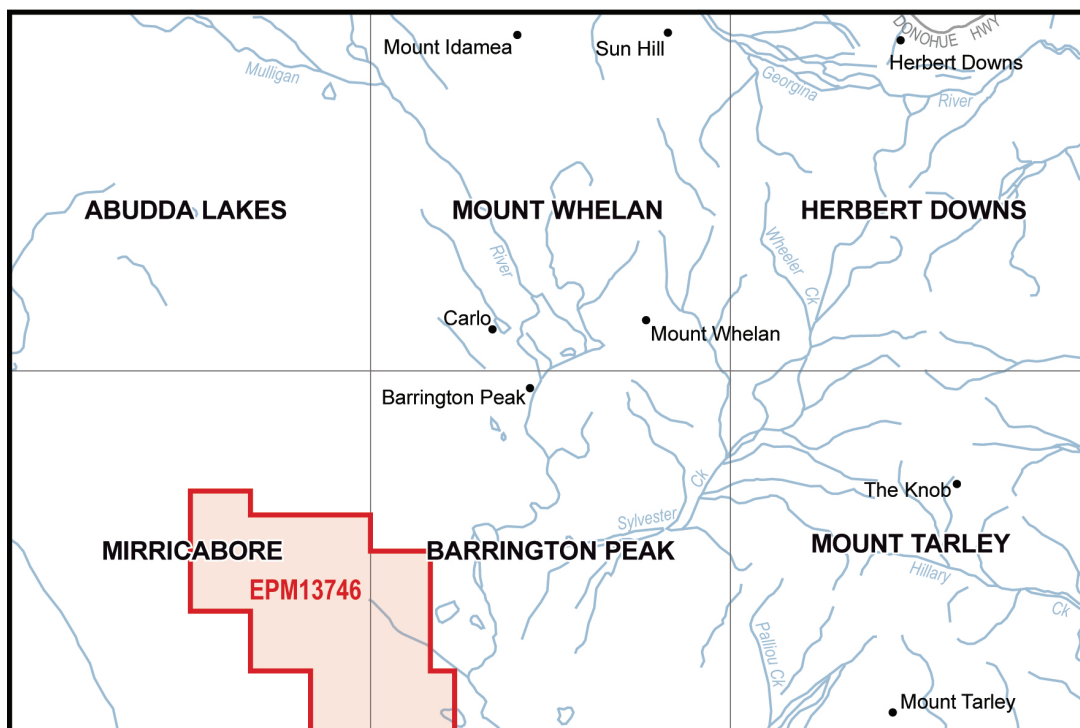 DONOHUE HWY
Mount Idamea
Sun Hill
Herbert Downs
Mulligan
Georgina
River
ABUDDA LAKES
MOUNT WHELAN
HERBERT DOWNS
Wheeler Ck
River
Carlo
Mount Whelan
Barrington Peak
Ck
The Knob
Sylvester
MIRRICABORE
BARRINGTON PEAK
MOUNT TARLEY
Hillary
EPM13746
Ck
Palliou Ck
Mount Tarley